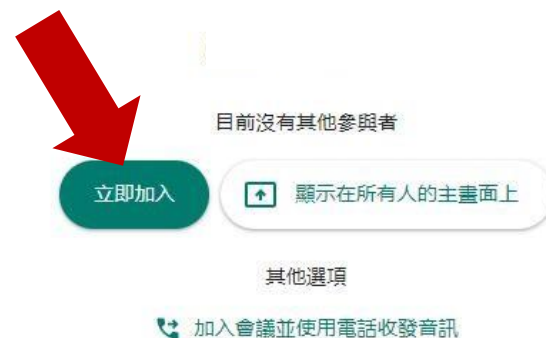 目前沒有其他參與者
立即加入
顯示在所有人的主畫面上
其他選項
加入會議並使用電話收發音訊